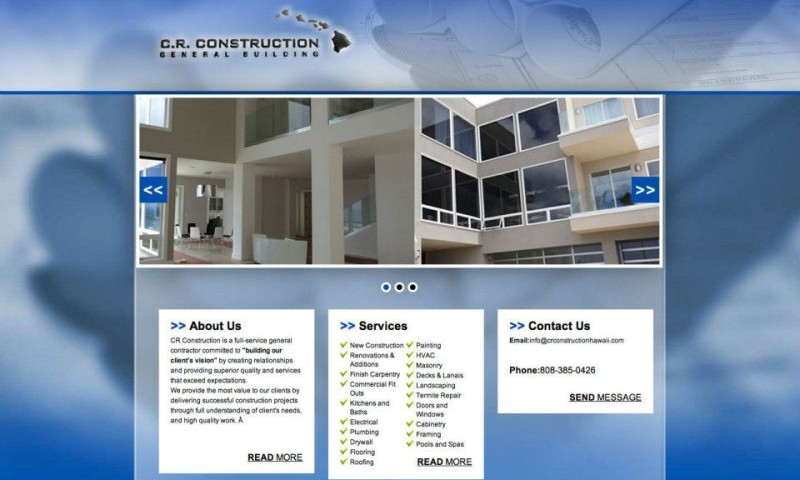 C.R. CONSTRUCTION
GENERAL BUILDING
<<
>>
>> About Us
CR Construction is a full-service general
contractor committed to "building our
client's vision" by creating relationships
and providing superior quality and services
that exceed expectations.
We provide the most value to our clients by
delivering successful construction projects
through full understanding of client's needs,
and high quality work. Â
READ MORE
>> Services
New Construction
Renovations &
Additions
Finish Carpentry
Commercial Fit
Outs
Kitchens and
Baths
Electrical
Plumbing
Drywall
Flooring
Roofing
Painting
HVAC
Masonry
Decks & Lanais
Landscaping
Termite Repair
Doors and
Windows
Cabinetry
Framing
Pools and Spas
READ MORE
>> Contact Us
Email:info@crconstructionhawaii.com
Phone:808-385-0426
SEND MESSAGE